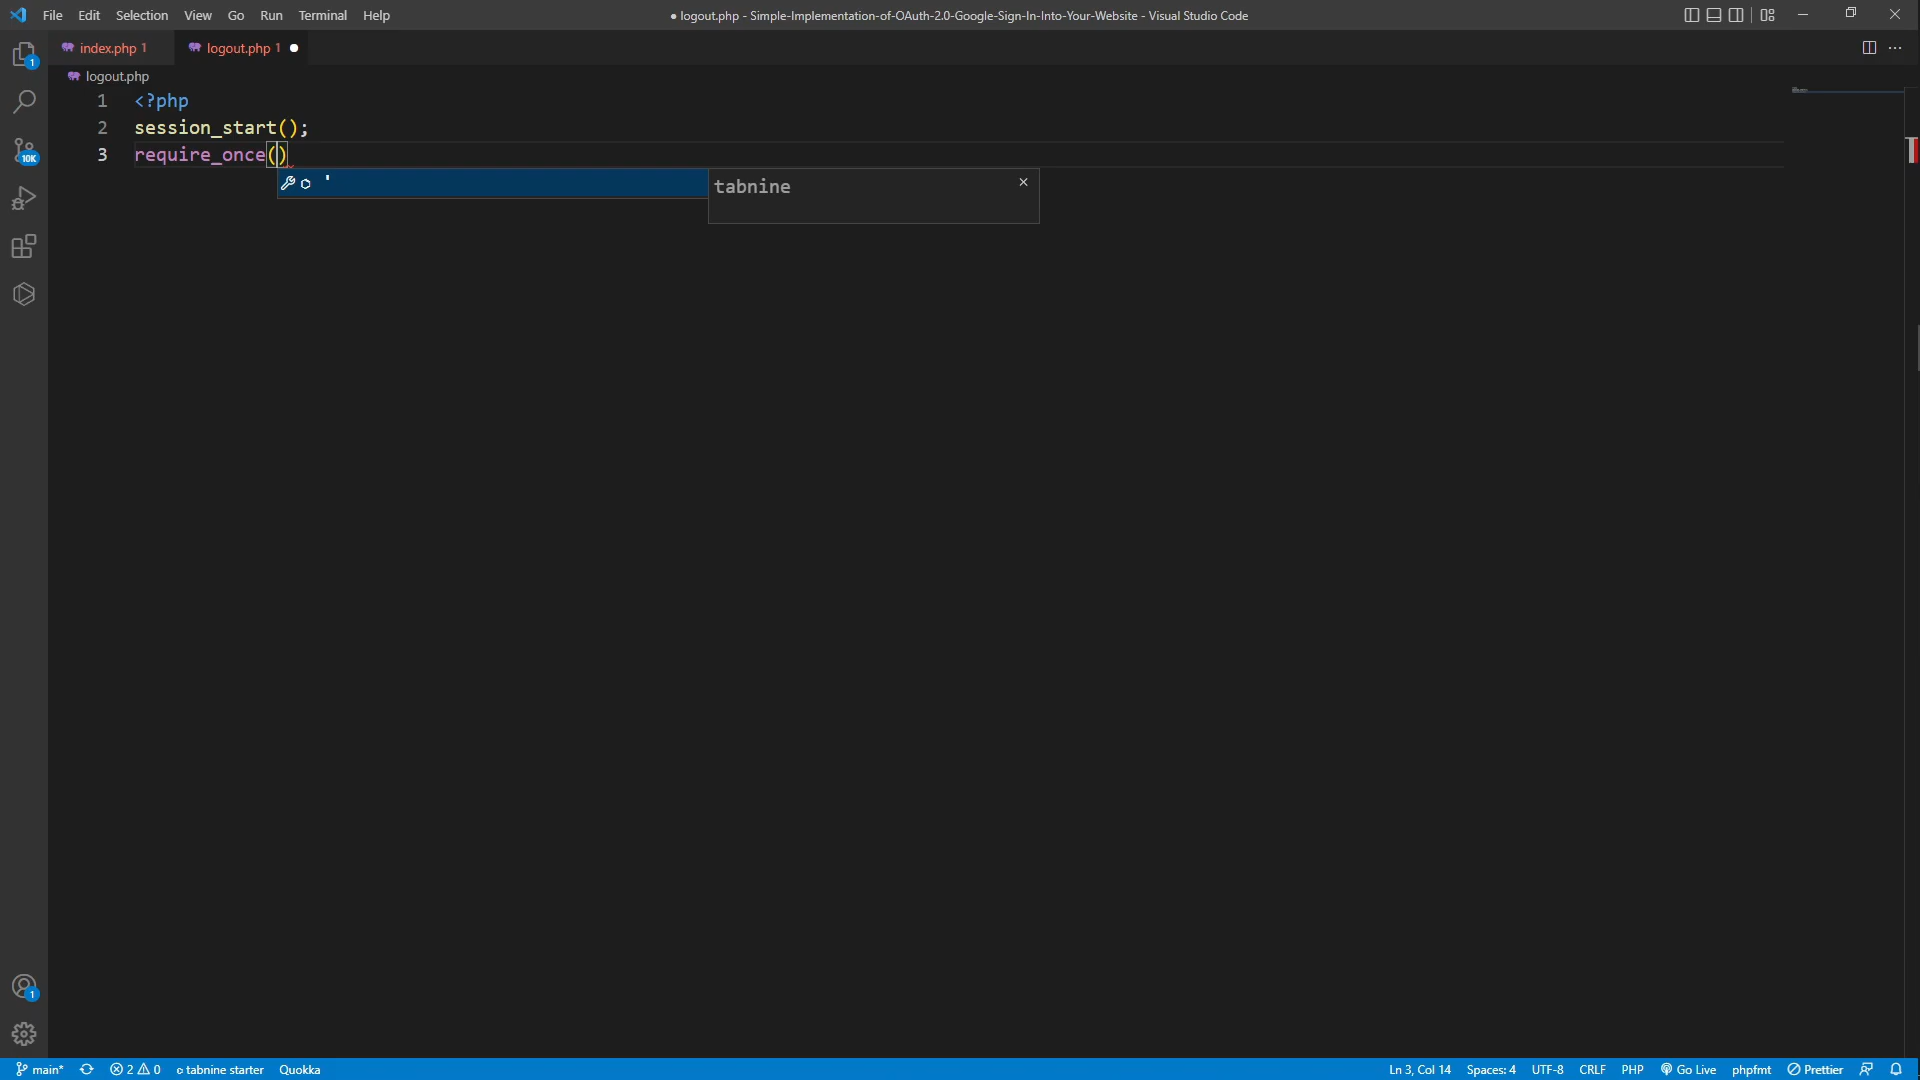 File Edit Selection View Go Run Terminal Help
● logout.php - Simple-Implementation-of-OAuth-2.0-Google-Sign-In-Into-Your-Website - Visual Studio Code
index.php 1
logout.php 1 ●
1
logout.php
1 <?php
2 session_start();
3 require_once()
'
tabnine
10K
1
main*
2 0
tabnine starter
Quokka
Ln 3, Col 14
Spaces: 4
UTF-8
CRLF
PHP
Go Live
phpfmt
Prettier